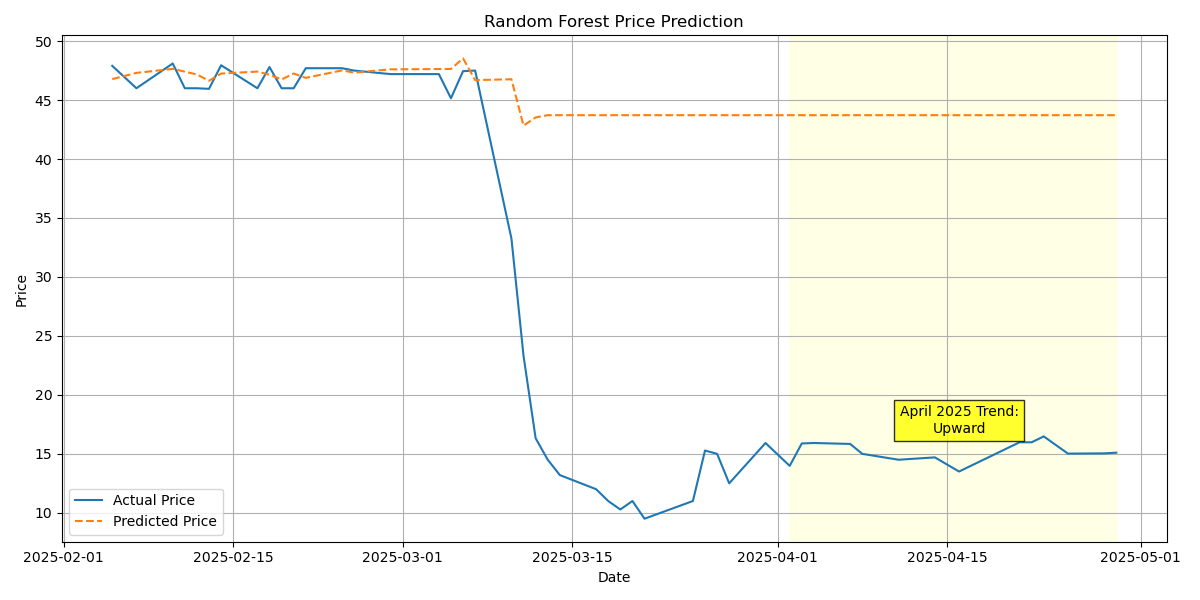 Random Forest Price Prediction
50
45
40
35
30
25
20
15
10
Price
April 2025 Trend:
Upward
Actual Price
Predicted Price
2025-02-01 2025-02-15 2025-03-01 2025-03-15 2025-04-01 2025-04-15 2025-05-01
Date